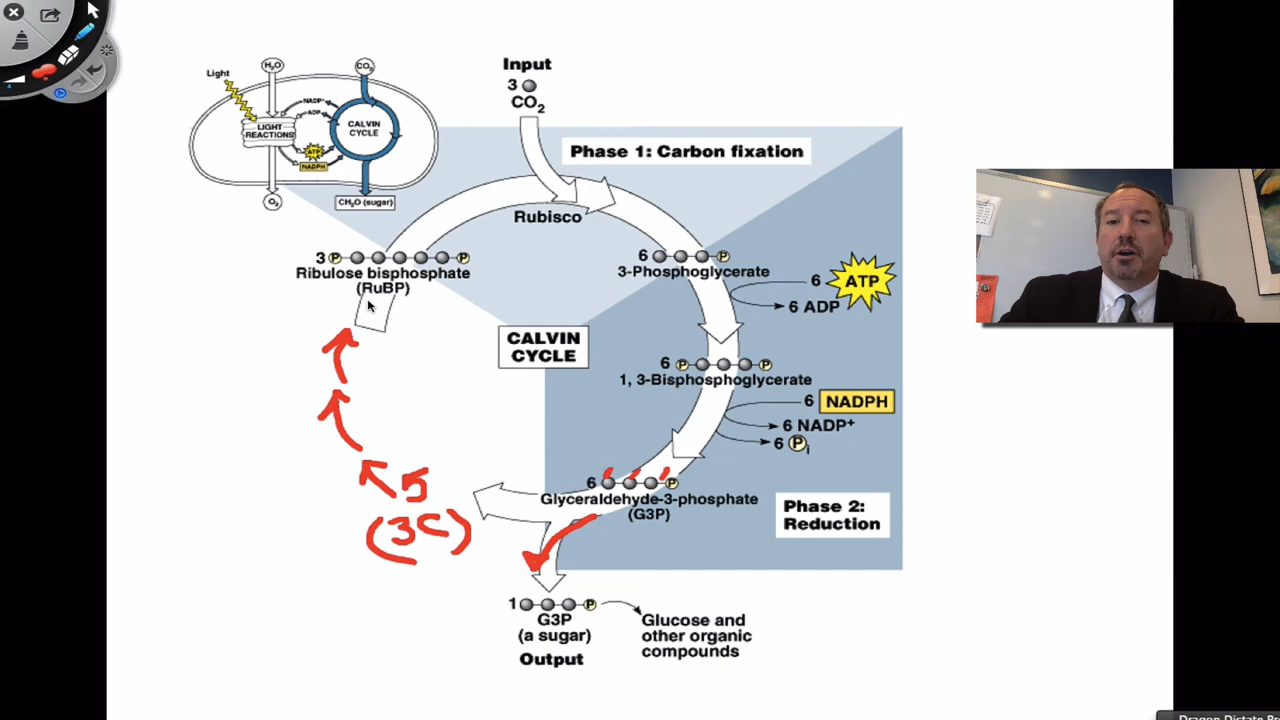 Input
3
CO2
Light
H2O
CO2
NADP+
ADP
LIGHT
REACTIONS
CALVIN
CYCLE
ATP
NADPH
O2
CH2O (sugar)
Phase 1: Carbon fixation
Rubisco
3 P P
Ribulose bisphosphate
(RuBP)
6 P
3-Phosphoglycerate
6 ATP
6 ADP
CALVIN
CYCLE
6 P P
1, 3-Bisphosphoglycerate
6 NADPH
6 NADP+
6 Pi
6 P
Glyceraldehyde-3-phosphate
(G3P)
Phase 2:
Reduction
5
(3C)
1 P
G3P
(a sugar)
Output
Glucose and
other organic
compounds